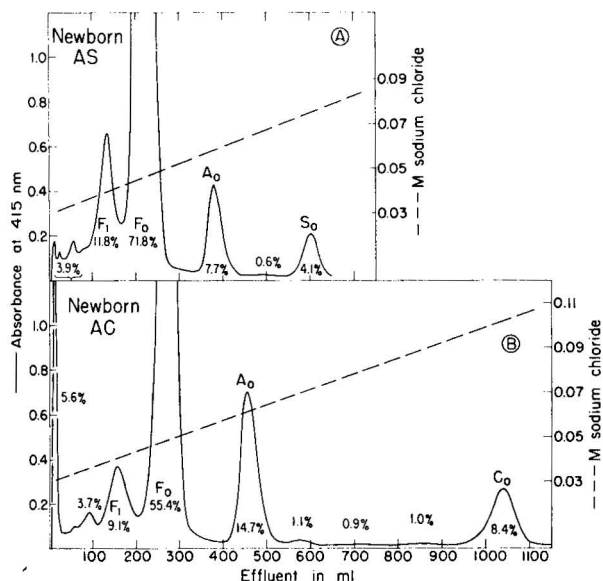 Newborn
AS
A
1.2
1.0
0.8
0.6
0.4
0.2
0.09
0.07
0.05
0.03
F₁
11.8%
F₀
71.8%
A₀
7.7%
0.6%
S₀
4.1%
3.9%
Newborn
AC
B
1.0
0.8
0.6
0.4
0.2
0.11
0.09
0.07
0.05
0.03
5.6%
3.7%
F₁
9.1%
F₀
55.4%
A₀
14.7%
1.1%
0.9%
1.0%
C₀
8.4%
100 200 300 400 500 600 700 800 900 1000 1100
Effluent in ml
Absorbance at 415 nm
M sodium chloride
M sodium chloride